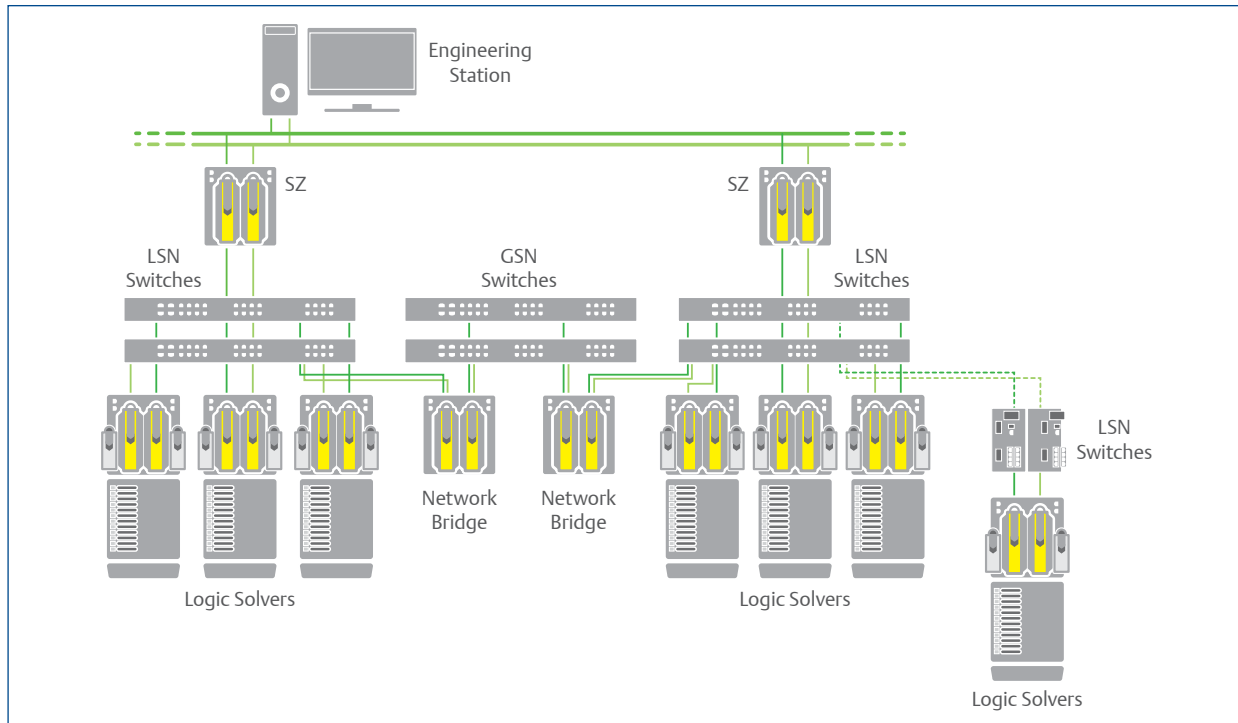 Engineering
Station
SZ
SZ
LSN
Switches
GSN
Switches
LSN
Switches
LSN
Switches
Network
Bridge
Network
Bridge
Logic Solvers
Logic Solvers
Logic Solvers